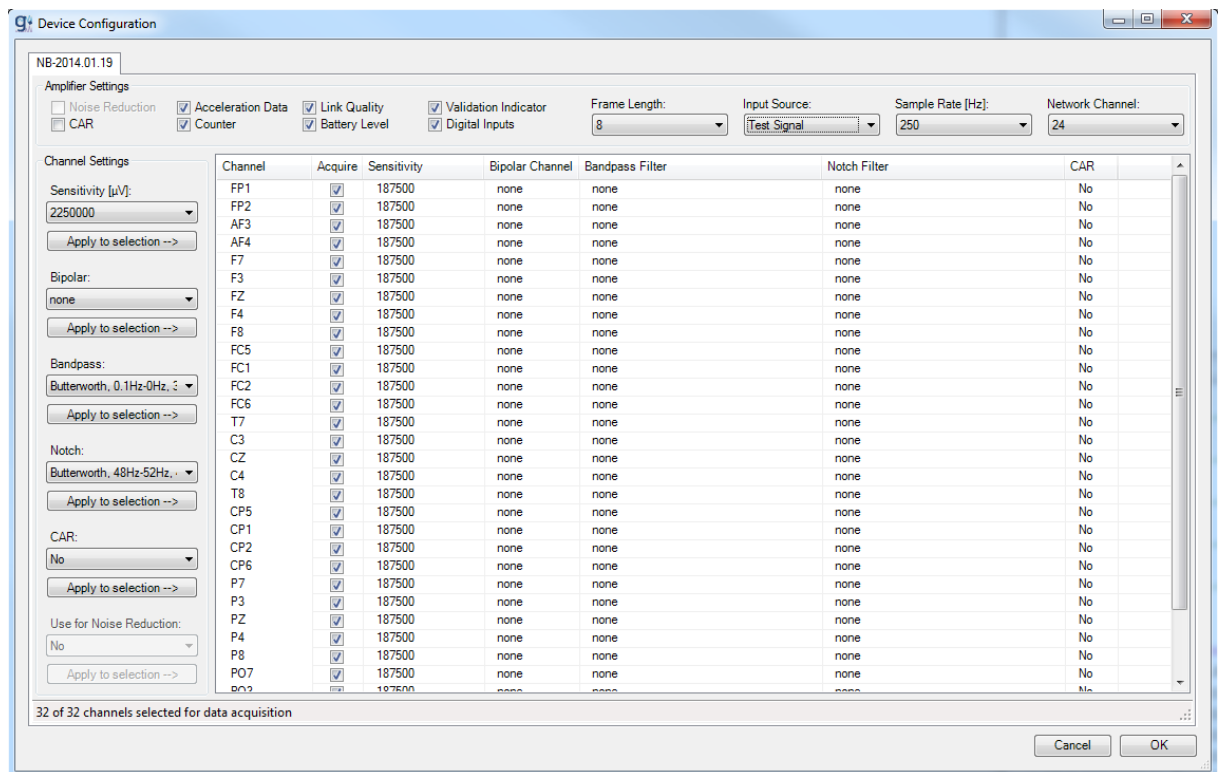 Device Configuration
NB-2014.01.19
Amplifier Settings
Noise Reduction Acceleration Data Link Quality Validation Indicator Frame Length: Input Source: Sample Rate [Hz]: Network Channel:
CAR Counter Battery Level Digital Inputs 8 Test Signal 250 24
Channel Settings
Sensitivity [µV]:
2250000
Apply to selection -->
Bipolar:
none
Apply to selection -->
Bandpass:
Butterworth, 0.1Hz-0Hz,
Apply to selection -->
Notch:
Butterworth, 48Hz-52Hz,
Apply to selection -->
CAR:
No
Apply to selection -->
Use for Noise Reduction:
No
Apply to selection -->
Channel Acquire Sensitivity Bipolar Channel Bandpass Filter Notch Filter CAR
FP1 187500 none none none No
FP2 187500 none none none No
AF3 187500 none none none No
AF4 187500 none none none No
F7 187500 none none none No
F3 187500 none none none No
FZ 187500 none none none No
F4 187500 none none none No
F8 187500 none none none No
FC5 187500 none none none No
FC1 187500 none none none No
FC2 187500 none none none No
FC6 187500 none none none No
T7 187500 none none none No
C3 187500 none none none No
CZ 187500 none none none No
C4 187500 none none none No
T8 187500 none none none No
CP5 187500 none none none No
CP1 187500 none none none No
CP2 187500 none none none No
CP6 187500 none none none No
P7 187500 none none none No
P3 187500 none none none No
PZ 187500 none none none No
P4 187500 none none none No
P8 187500 none none none No
PO7 187500 none none none No
187500 none none none No
32 of 32 channels selected for data acquisition
Cancel OK